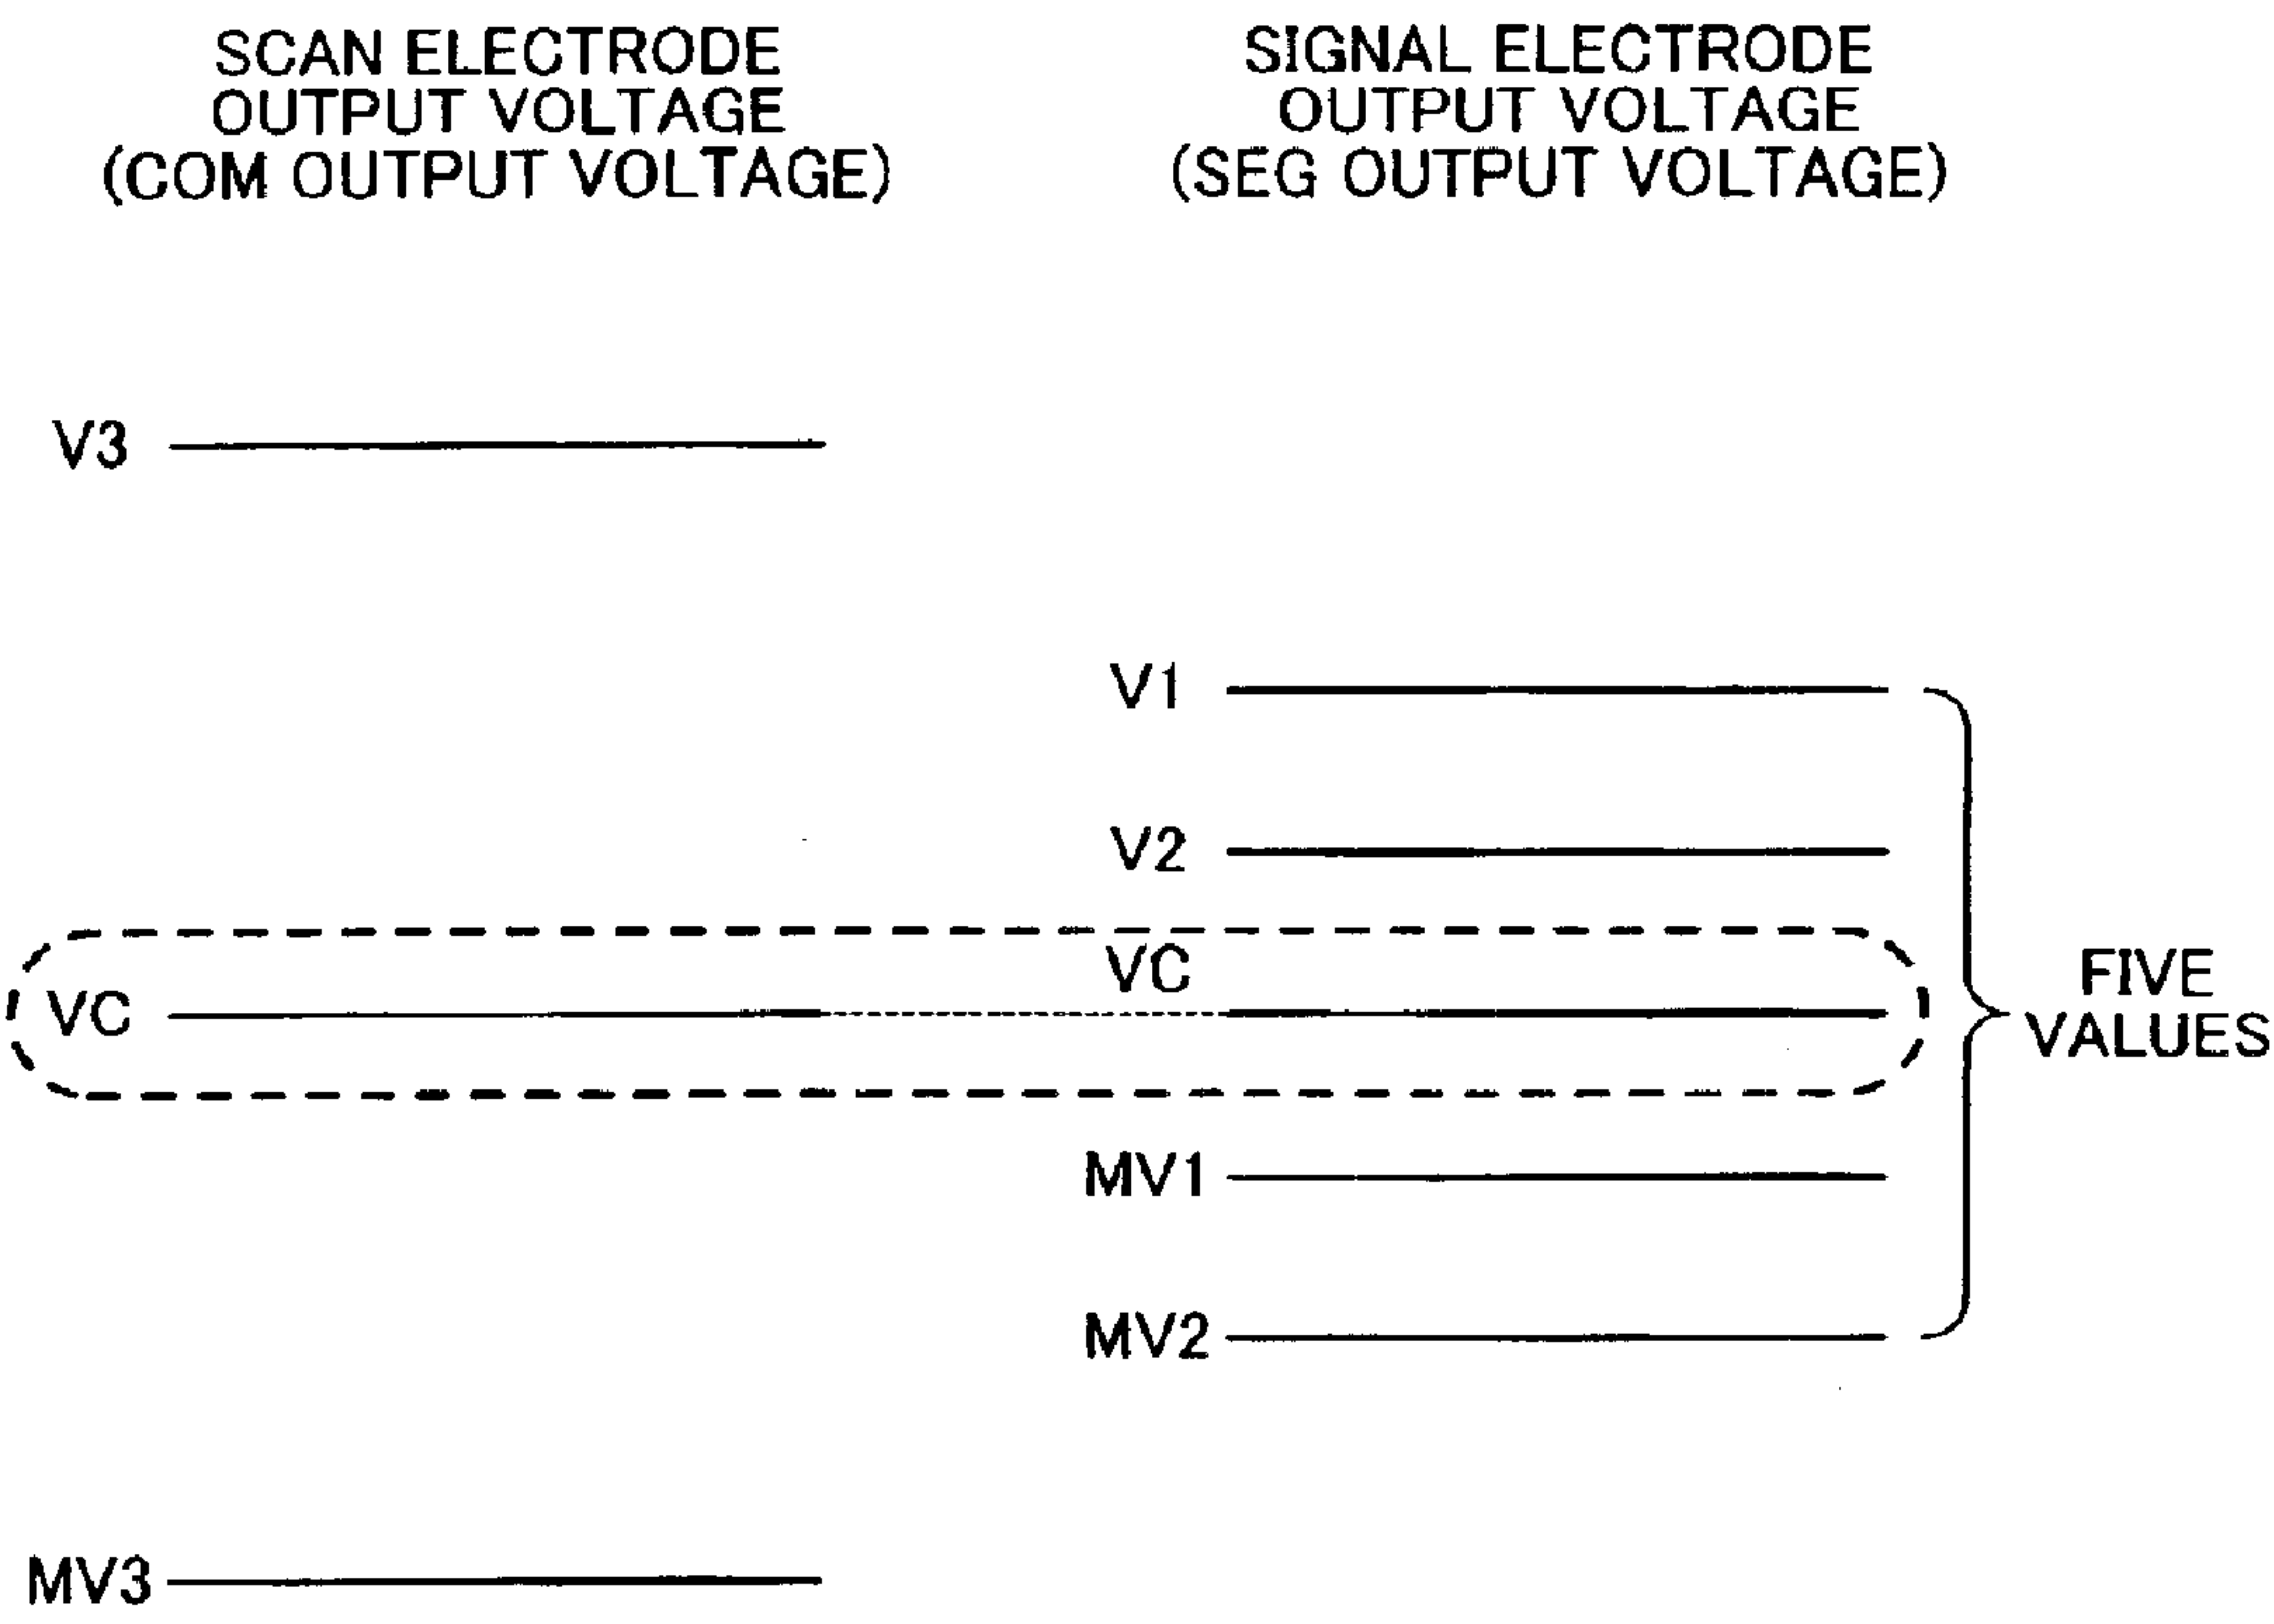 SCAN ELECTRODE
OUTPUT VOLTAGE
(COM OUTPUT VOLTAGE)
SIGNAL ELECTRODE
OUTPUT VOLTAGE
(SEG OUTPUT VOLTAGE)
V3
V1
V2
VC
VC
FIVE
VALUES
MV1
MV2
MV3